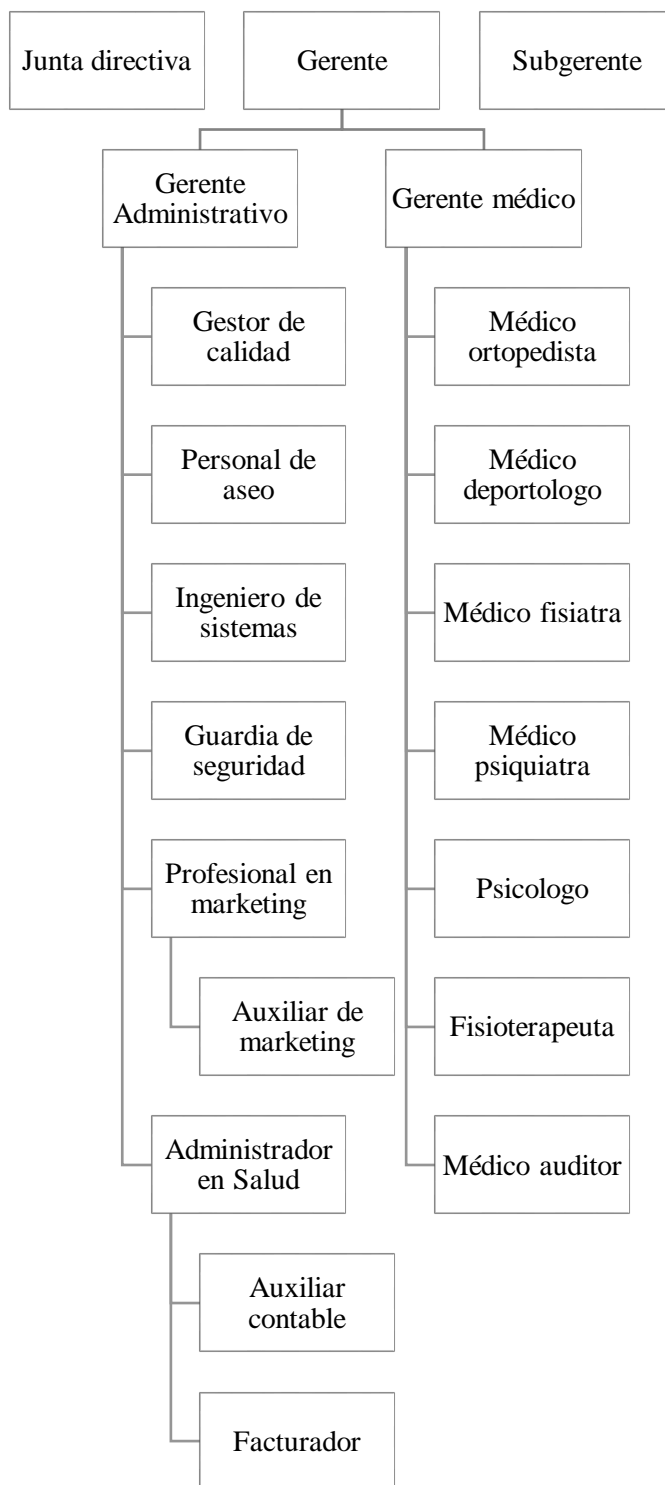 Junta directiva
Gerente
Subgerente
Gerente
Administrativo
Gerente médico
Gestor de
calidad
Personal de
aseo
Ingeniero de
sistemas
Guardia de
seguridad
Profesional en
marketing
Auxiliar de
marketing
Administrador
en Salud
Auxiliar
contable
Facturador
Médico
ortopedista
Médico
deportologo
Médico fisiatra
Médico
psiquiatra
Psicologo
Fisioterapeuta
Médico auditor